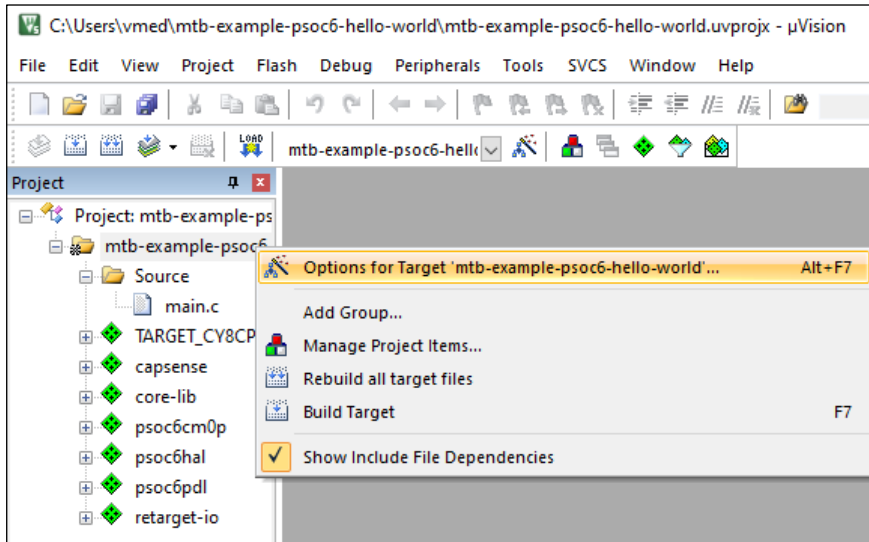 C:\Users\vmed\mtb-example-psoc6-hello-world\mtb-example-psoc6-hello-world.uvprojx - µVision
File Edit View Project Flash Debug Peripherals Tools SVCS Window Help
LOAD
mtb-example-psoc6-hello
Project
Project: mtb-example-ps
mtb-example-psoc6
Options for Target 'mtb-example-psoc6-hello-world'... Alt+F7
Source
main.c
Add Group...
TARGET_CY8CP
Manage Project Items...
capsense
Rebuild all target files
core-lib
Build Target F7
psoc6cm0p
psoc6hal
Show Include File Dependencies
psoc6pdl
retarget-io